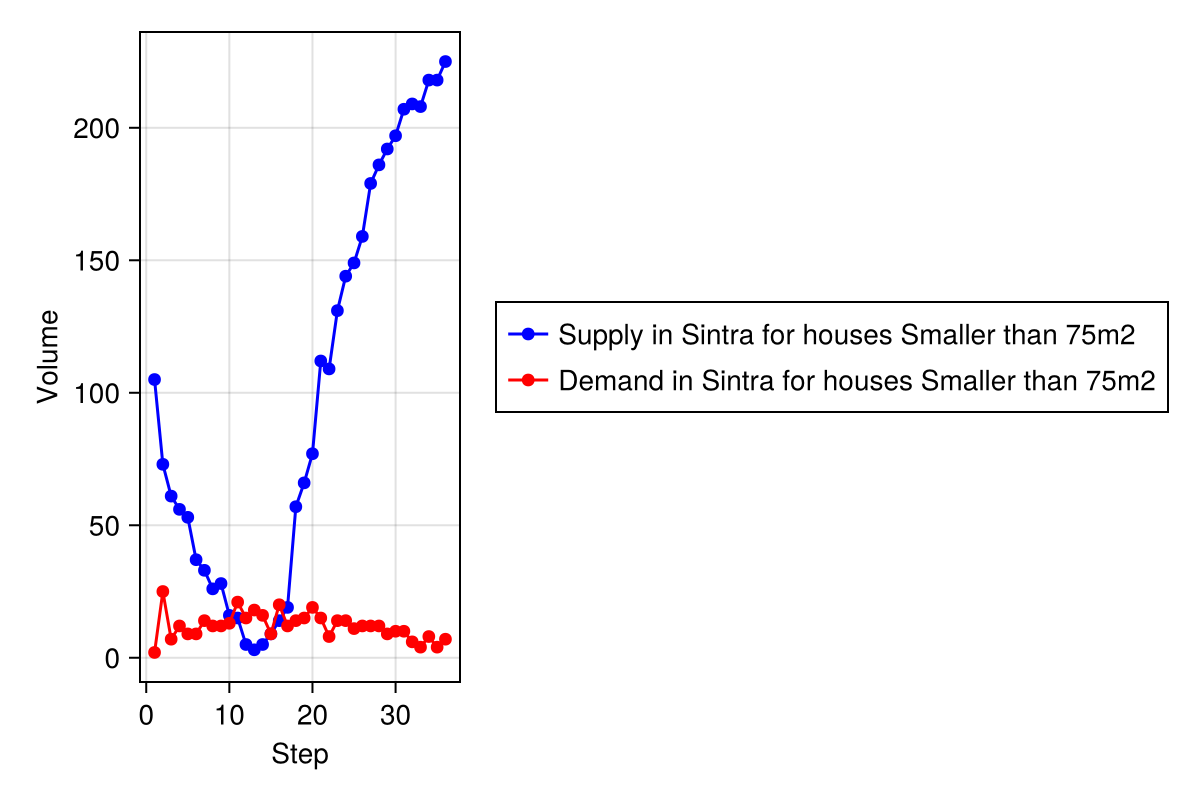 200
150
100
50
0
Volume
0 10 20 30
Step
Supply in Sintra for houses Smaller than 75m2
Demand in Sintra for houses Smaller than 75m2